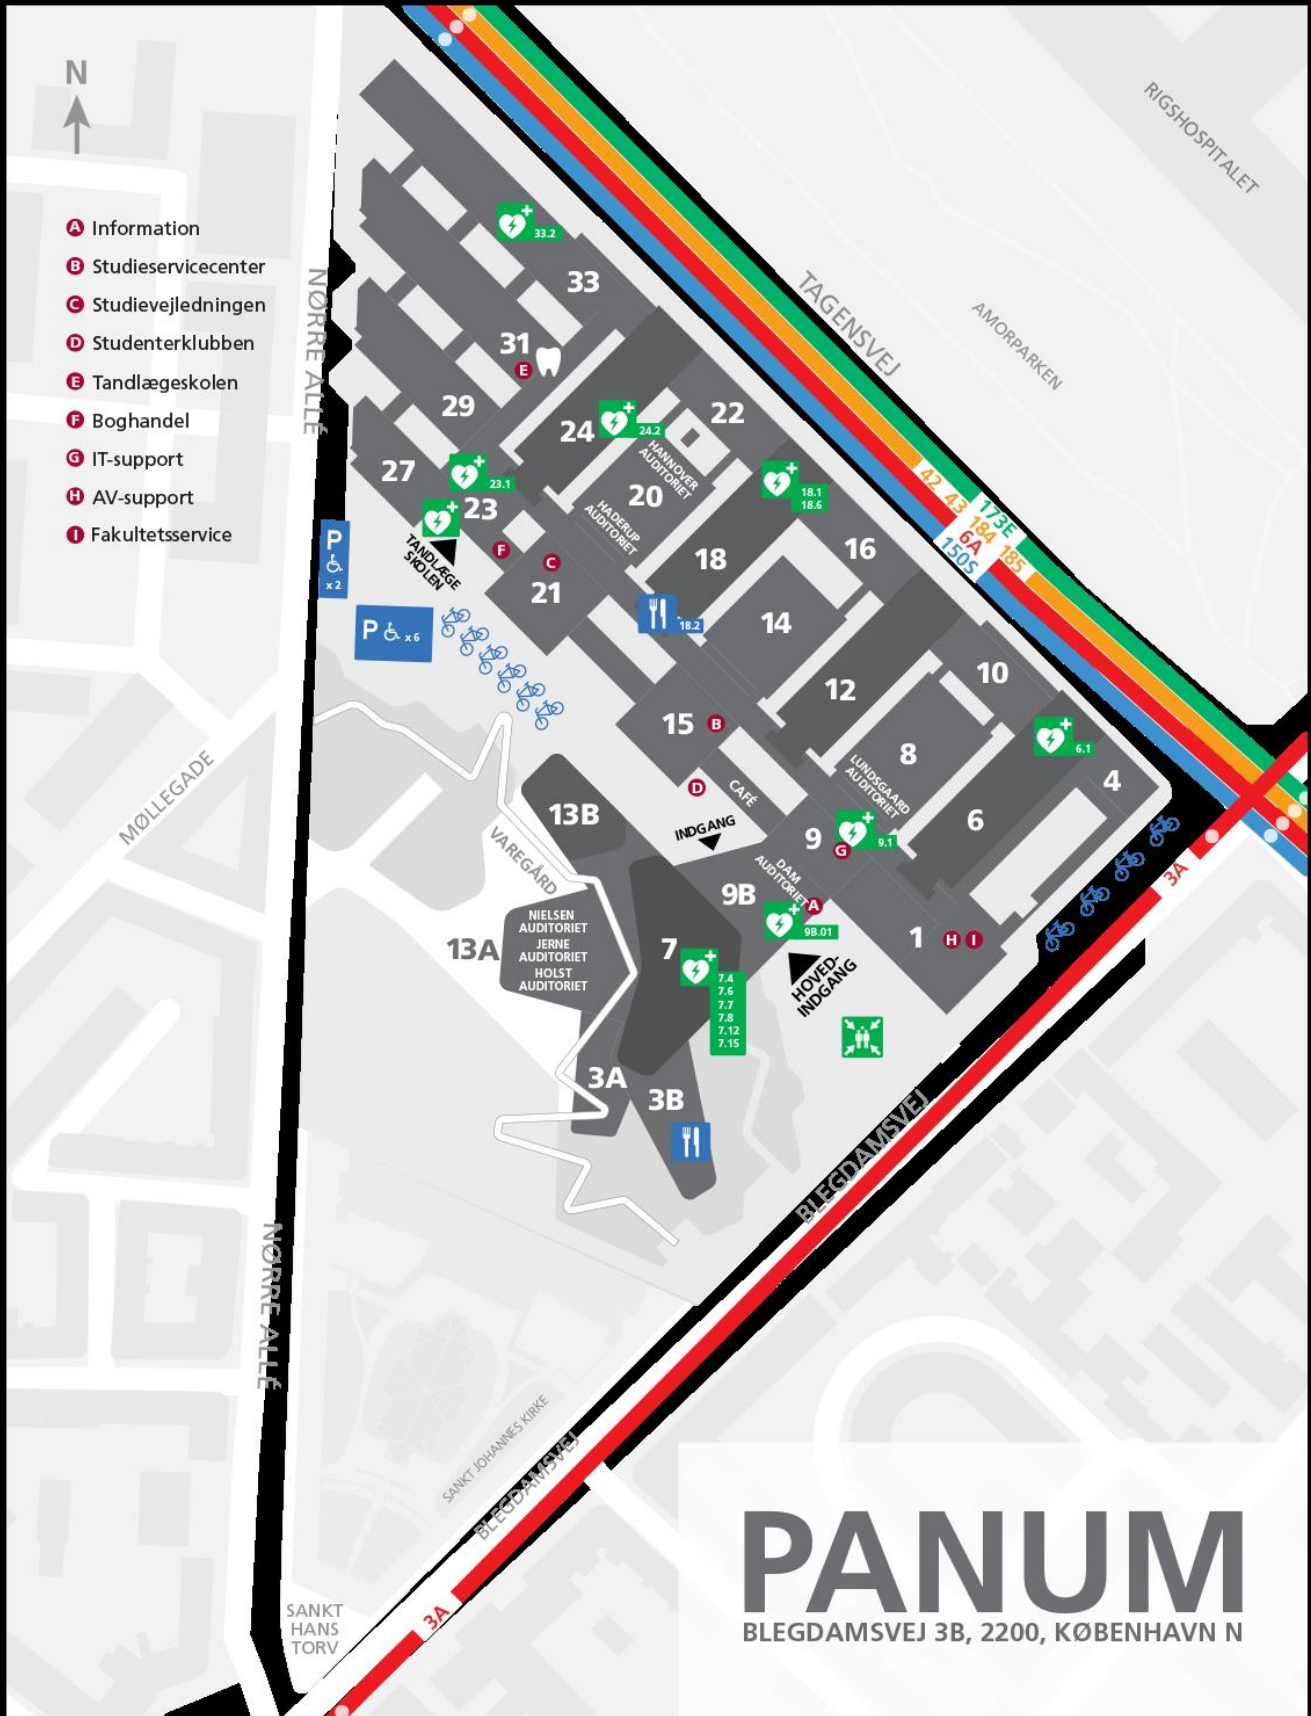 N
A Information
B Studieservicecenter
C Studievejledningen
D Studenterklubben
E Tandlægeskolen
F Boghandel
G IT-support
H AV-support
I Fakultetsservice
NØRRE ALLÉ
RIGSHOSPITALET
TAGENSVEJ
AMORPARKEN
33.2
33
31
E
29
27
24
24.2
22
HANNOVER
AUDITORIET
20
HADERUP
AUDITORIET
23.1
23
TANDLÆGE
SKOLEN
F
C
21
18.1
18.6
18
16
42 43 184 185
173E
6A
150S
P
x 2
P x 6
18.2
14
12
10
15
B
D
CAFÉ
INDGANG
8
LUNDSGAARD
AUDITORIET
6.1
4
6
9
9.1
G
DAM
AUDITORIET
9B
A
9B.01
HOVED-
INDGANG
1
H I
3A
MØLLEGADE
VAREGÅRD
13B
13A
NIELSEN
AUDITORIET
JERNE
AUDITORIET
HOLST
AUDITORIET
7
7.4
7.6
7.7
7.8
7.12
7.15
3A
3B
BLEGDAMSVEJ
NØRRE ALLÉ
SANKT JOHANNES KIRKE
BLEGDAMSVEJ
3A
SANKT
HANS
TORV
PANUM
BLEGDAMSVEJ 3B, 2200, KØBENHAVN N